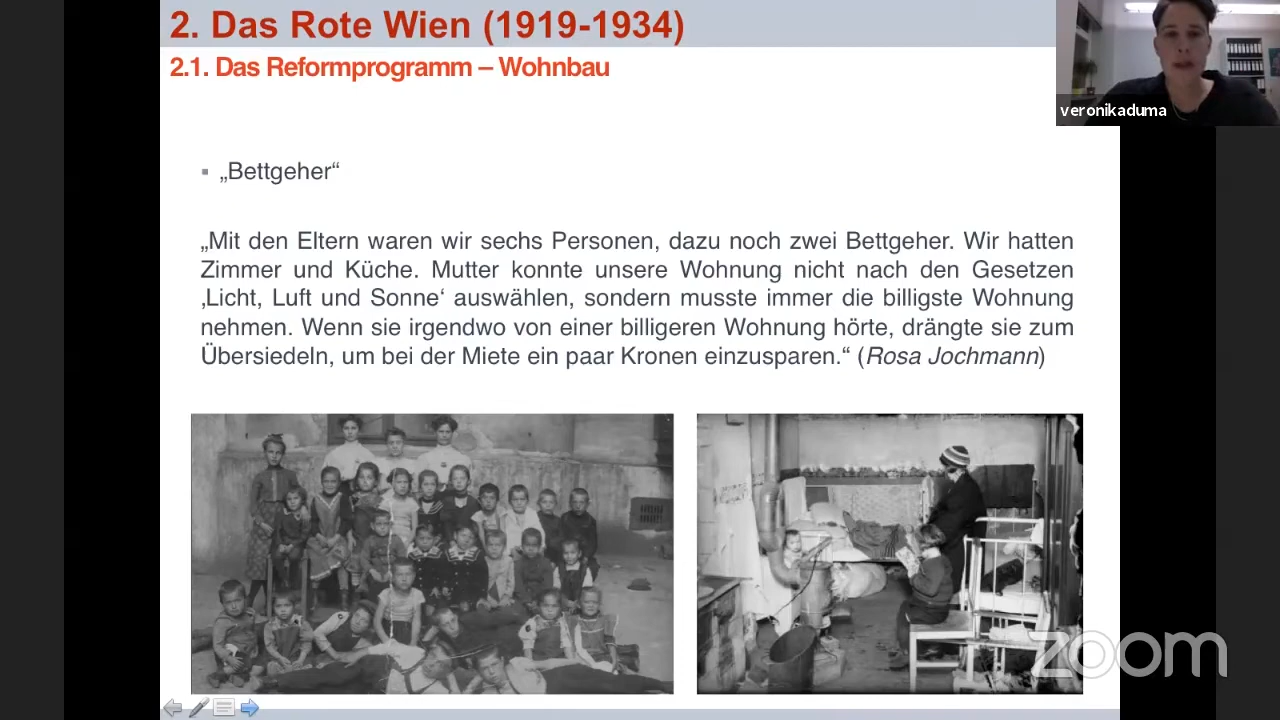 2. Das Rote Wien (1919-1934)
2.1. Das Reformprogramm – Wohnbau
veronikaduma
„Bettgeher“
„Mit den Eltern waren wir sechs Personen, dazu noch zwei Bettgeher. Wir hatten
Zimmer und Küche. Mutter konnte unsere Wohnung nicht nach den Gesetzen
‚Licht, Luft und Sonne‘ auswählen, sondern musste immer die billigste Wohnung
nehmen. Wenn sie irgendwo von einer billigeren Wohnung hörte, drängte sie zum
Übersiedeln, um bei der Miete ein paar Kronen einzusparen.“ (Rosa Jochmann)
zoom